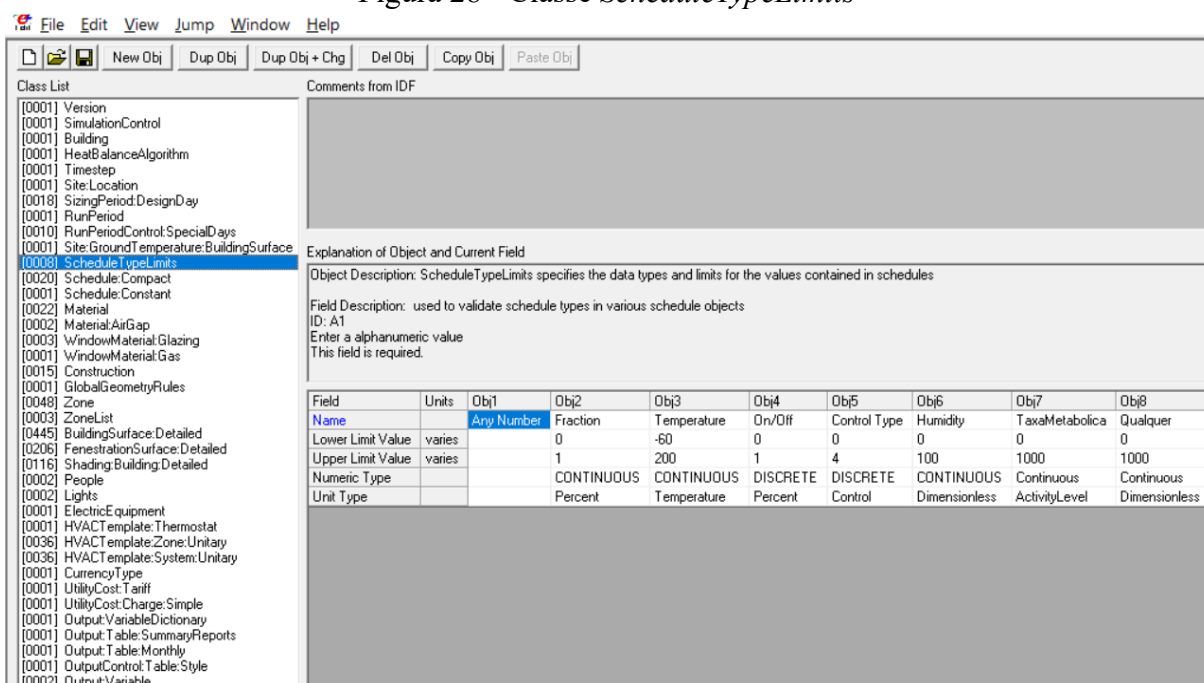 Figura 28 - Classe ScheduleTypeLimits
File Edit View Jump Window Help
New Obj Dup Obj Dup Obj + Chg Del Obj Copy Obj Paste Obj
Class List
Comments from IDF
[0001] Version
[0001] SimulationControl
[0001] Building
[0001] HeatBalanceAlgorithm
[0001] Timestep
[0001] Site:Location
[0018] SizingPeriod:DesignDay
[0001] RunPeriod
[0010] RunPeriodControl:SpecialDays
[0001] Site:GroundTemperature:BuildingSurface
[0008] ScheduleTypeLimits
[0020] Schedule:Compact
[0001] Schedule:Constant
[0022] Material
[0002] Material:AirGap
[0003] WindowMaterial:Glazing
[0001] WindowMaterial:Gas
[0015] Construction
[0001] GlobalGeometryRules
[0048] Zone
[0003] ZoneList
[0445] BuildingSurface:Detailed
[0206] FenestrationSurface:Detailed
[0116] Shading:Building:Detailed
[0002] People
[0002] Lights
[0001] ElectricEquipment
[0001] HVACTemplate:Thermostat
[0036] HVACTemplate:Zone:Unitary
[0036] HVACTemplate:System:Unitary
[0001] CurrencyType
[0001] UtilityCost:Tariff
[0001] UtilityCost:Charge:Simple
[0001] Output:VariableDictionary
[0001] Output:Table:SummaryReports
[0001] Output:Table:Monthly
[0001] OutputControl:Table:Style
[0002] Output:Variable
Explanation of Object and Current Field
Object Description: ScheduleTypeLimits specifies the data types and limits for the values contained in schedules
Field Description: used to validate schedule types in various schedule objects
ID: A1
Enter a alphanumeric value
This field is required.
Field Units Obj1 Obj2 Obj3 Obj4 Obj5 Obj6 Obj7 Obj8
Name Any Number Fraction Temperature On/Off Control Type Humidity TaxaMetabolica Qualquer
Lower Limit Value varies 0 -60 0 0 0 0 0
Upper Limit Value varies 1 200 1 4 100 1000 1000
Numeric Type CONTINUOUS CONTINUOUS DISCRETE DISCRETE CONTINUOUS Continuous Continuous
Unit Type Percent Temperature Percent Control Dimensionless ActivityLevel Dimensionless